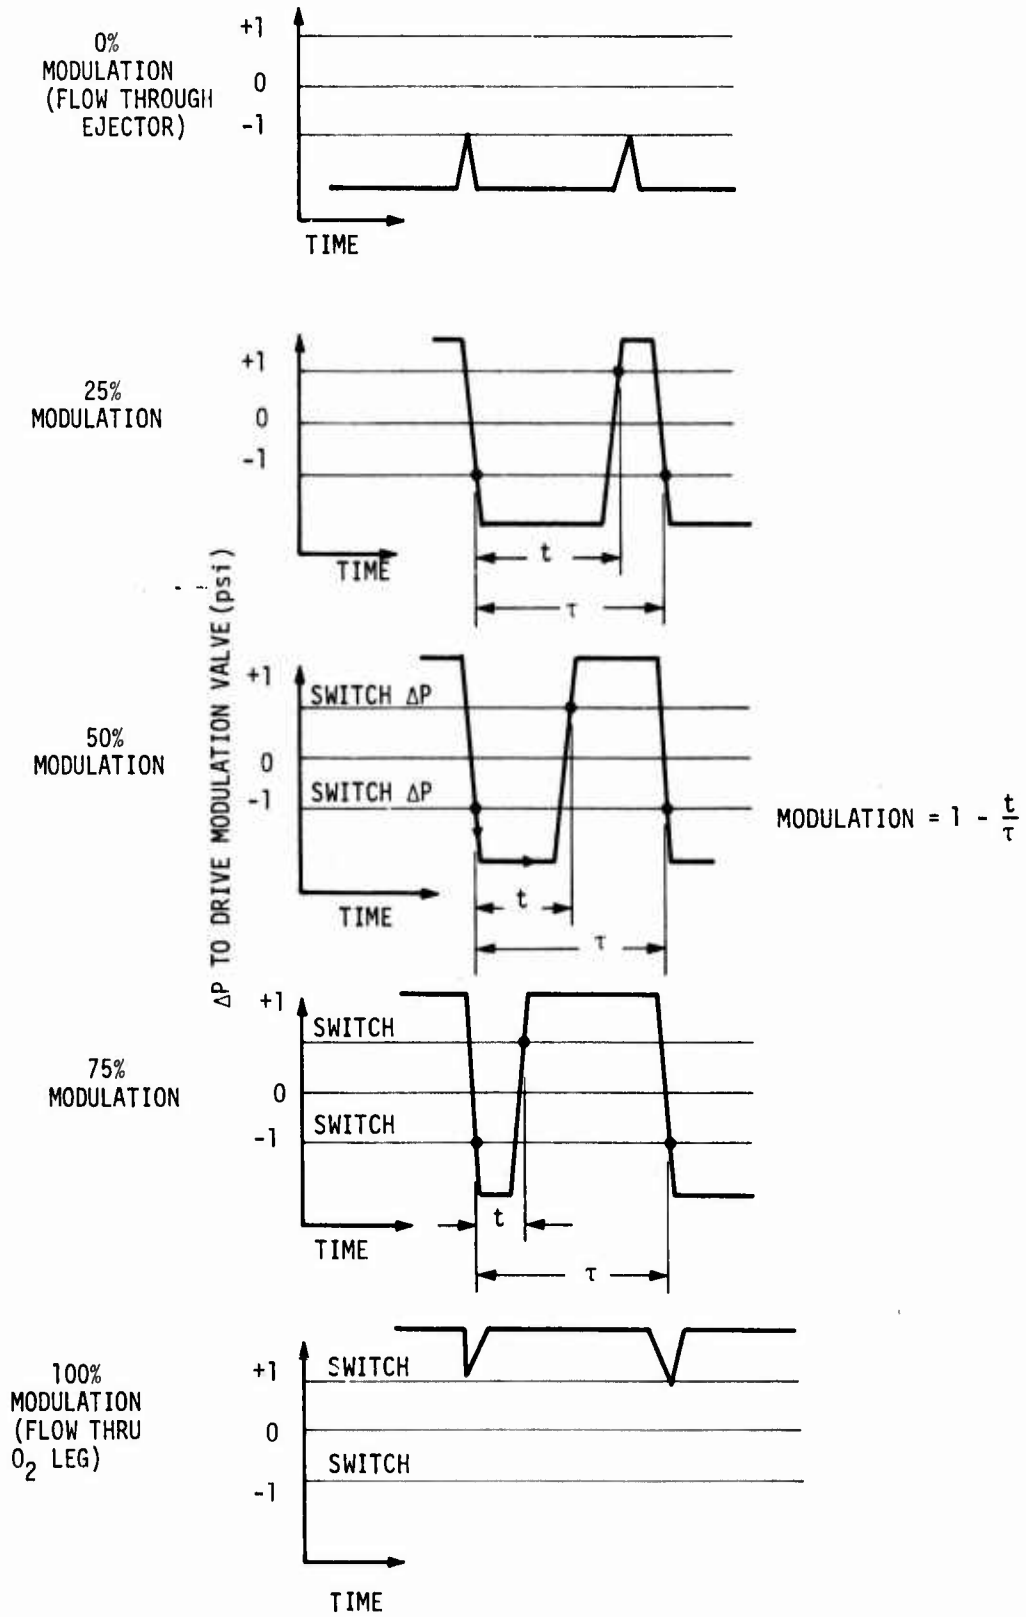 0%
MODULATION
(FLOW THROUGH
EJECTOR)
+1
0
-1
TIME
25%
MODULATION
+1
0
-1
TIME
t
τ
ΔP TO DRIVE MODULATION VALVE (psi)
50%
MODULATION
+1
SWITCH ΔP
0
SWITCH ΔP
-1
TIME
t
τ
MODULATION = 1 - t/τ
75%
MODULATION
+1
SWITCH
0
SWITCH
-1
TIME
t
τ
100%
MODULATION
(FLOW THRU
O2 LEG)
+1
SWITCH
0
SWITCH
-1
TIME